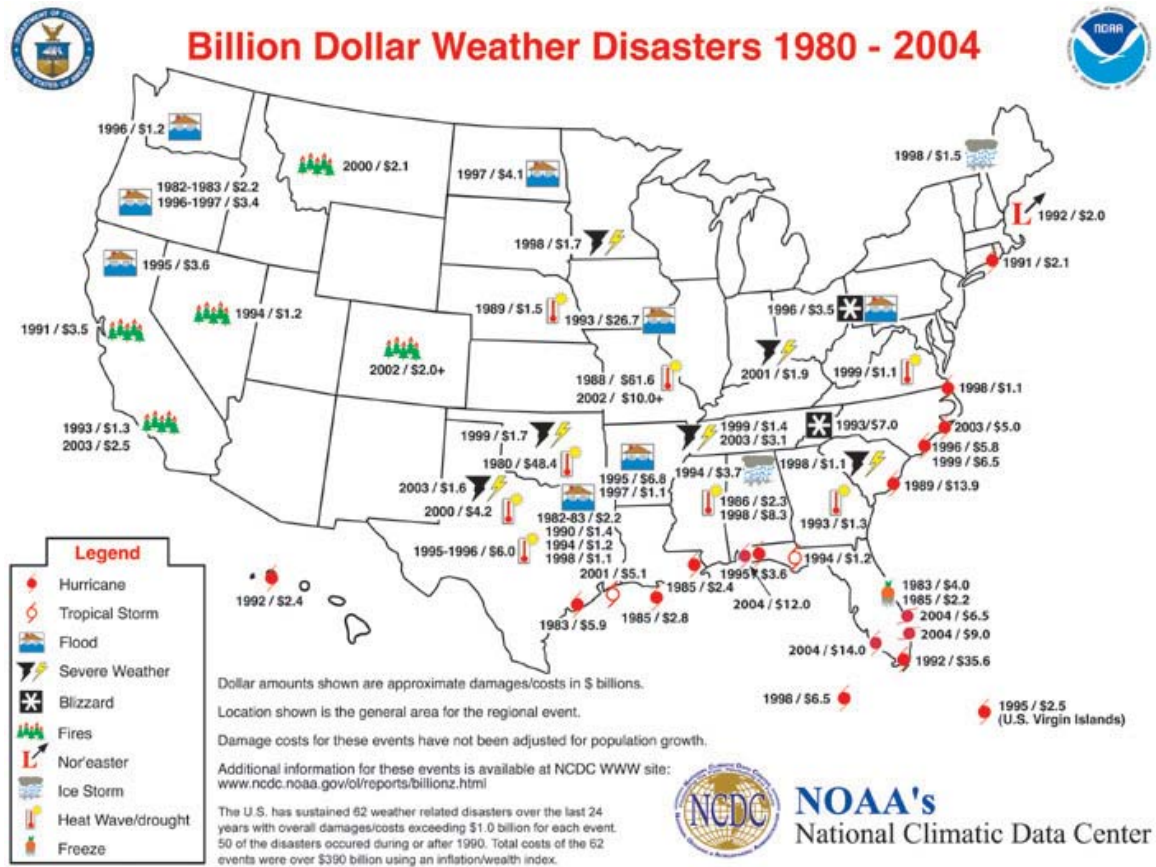 Billion Dollar Weather Disasters 1980 - 2004
DEPARTMENT OF COMMERCE
UNITED STATES OF AMERICA
NOAA
1996 / $1.2
2000 / $2.1
1997 / $4.1
1998 / $1.5
1982-1983 / $2.2
1996-1997 / $3.4
L
1992 / $2.0
1998 / $1.7
1995 / $3.6
1991 / $2.1
1989 / $1.5
1993 / $26.7
1996 / $3.5
1994 / $1.2
1991 / $3.5
2002 / $2.0+
2001 / $1.9
1999 / $1.1
1988 / $61.6
2002 / $10.0+
1998 / $1.1
1993 / $1.3
2003 / $2.5
1999 / $1.7
1999 / $1.4
2003 / $3.1
1993/$7.0
2003 / $5.0
1996 / $5.8
1999 / $6.5
1980 / $48.4
1995 / $6.8
1997 / $1.1
1994 / $3.7
1998 / $1.1
1989 / $13.9
2003 / $1.6
2000 / $4.2
1986 / $2.3
1998 / $8.3
1993 / $1.3
1982-83 / $2.2
1990 / $1.4
1994 / $1.2
1998 / $1.1
1995-1996 / $6.0
2001 / $5.1
1985 / $2.4
1995 / $3.6
1994 / $1.2
2004 / $12.0
1983 / $4.0
1985 / $2.2
1992 / $2.4
1983 / $5.9
1985 / $2.8
2004 / $6.5
2004 / $9.0
2004 / $14.0
1992 / $35.6
1998 / $6.5
1995 / $2.5
(U.S. Virgin Islands)
Legend
Hurricane
Tropical Storm
Flood
Severe Weather
Blizzard
Fires
L
Nor'easter
Ice Storm
Heat Wave/drought
Freeze
Dollar amounts shown are approximate damages/costs in $ billions.
Location shown is the general area for the regional event.
Damage costs for these events have not been adjusted for population growth.
Additional information for these events is available at NCDC WWW site:
www.ncdc.noaa.gov/ol/reports/billionz.html
The U.S. has sustained 62 weather related disasters over the last 24
years with overall damages/costs exceeding $1.0 billion for each event.
50 of the disasters occured during or after 1990. Total costs of the 62
events were over $390 billion using an inflation/wealth index.
NCDC
NOAA's
National Climatic Data Center